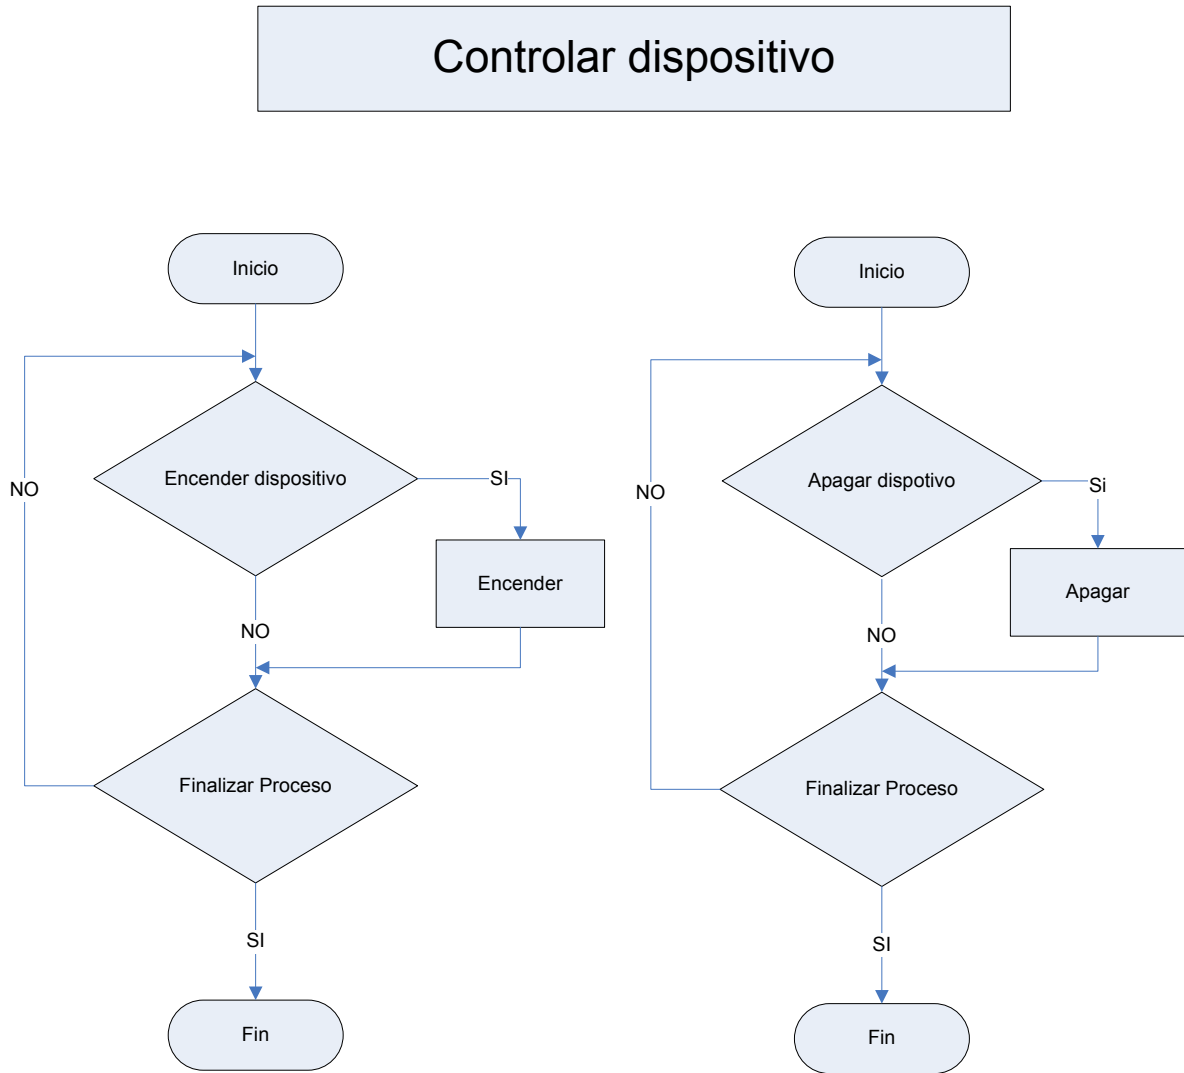 Controlar dispositivo
Inicio
Encender dispositivo
SI
NO
Encender
NO
Finalizar Proceso
SI
Fin
Inicio
Apagar dispotivo
Si
NO
Apagar
NO
Finalizar Proceso
SI
Fin